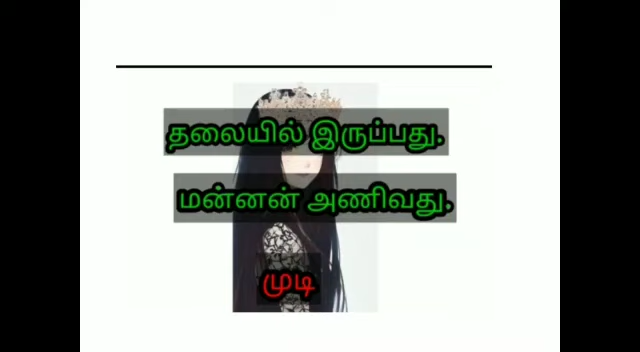 தலையில் இருப்பது.
மன்னன் அணிவது.
முடி